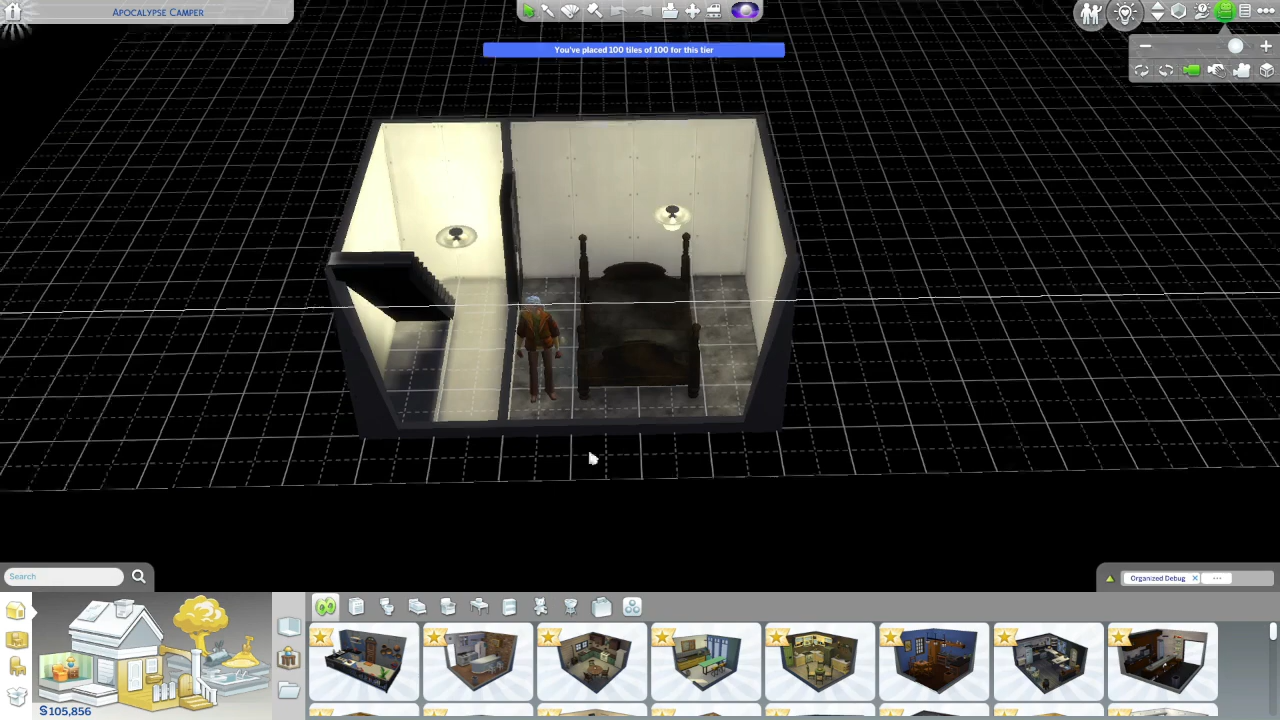 Apocalypse Camper
You've placed 100 tiles of 100 for this tier
Organized Debug
Search
$105,856